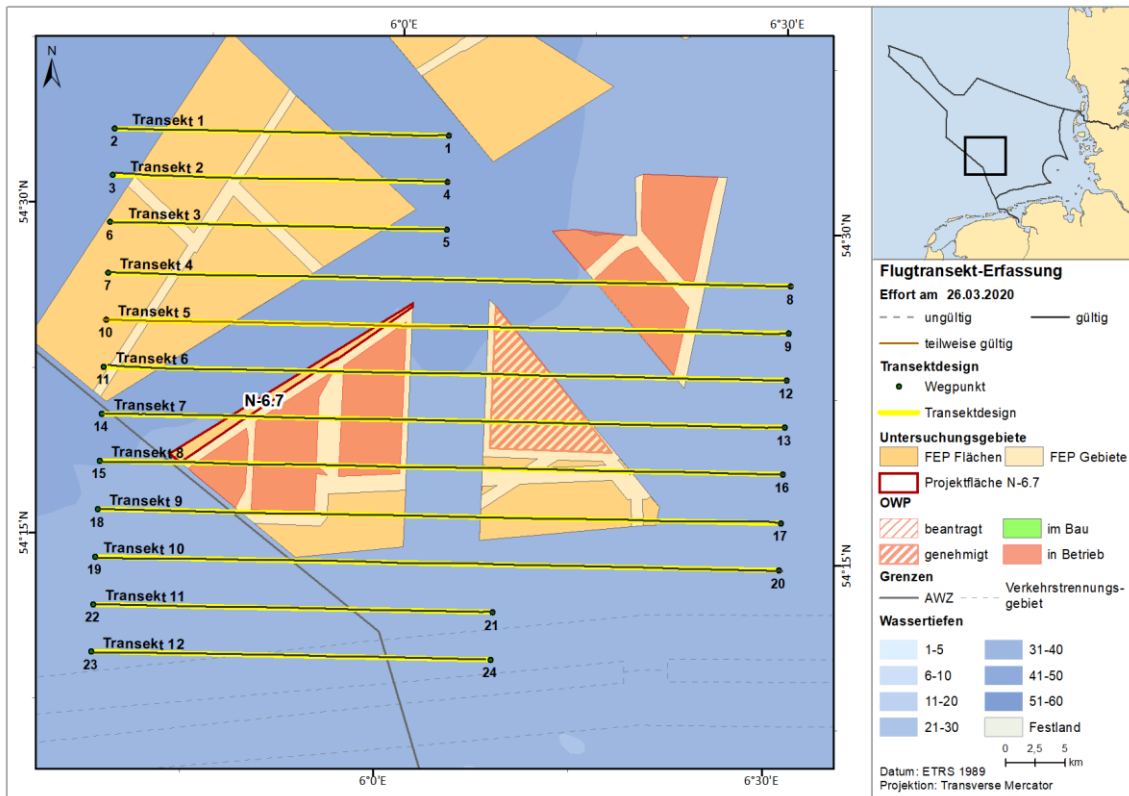 6°0'E
6°30'E
N
54°30'N
54°30'N
54°15'N
54°15'N
6°0'E
6°30'E
Transekt 1
2
1
Transekt 2
3
4
Transekt 3
6
5
Transekt 4
7
8
Transekt 5
10
9
Transekt 6
11
12
N-6.7
Transekt 7
14
13
Transekt 8
15
16
Transekt 9
18
17
Transekt 10
19
20
Transekt 11
22
21
Transekt 12
23
24
Flugtransekt-Erfassung
Effort am 26.03.2020
ungültig
gültig
teilweise gültig
Transektdesign
Wegpunkt
Transektdesign
Untersuchungsgebiete
FEP Flächen
FEP Gebiete
Projektfläche N-6.7
OWP
beantragt
im Bau
genehmigt
in Betrieb
Grenzen
AWZ
Verkehrstrennungs-
gebiet
Wassertiefen
1-5
31-40
6-10
41-50
11-20
51-60
21-30
Festland
0 2,5 5
km
Datum: ETRS 1989
Projektion: Transverse Mercator